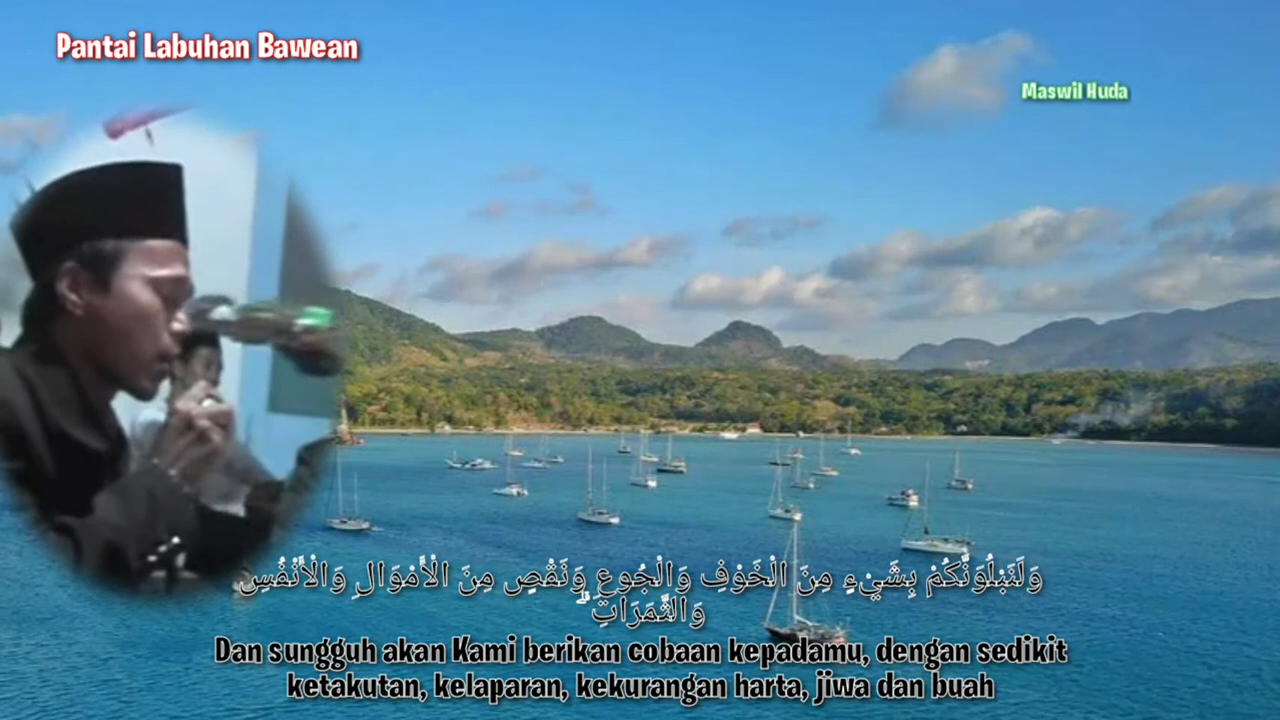 Pantai Labuhan Bawean
Maswil Huda
وَلَنَبْلُوَنَّكُمْ بِشَيْءٍ مِنَ الْخَوْفِ وَالْجُوعِ وَنَقْصٍ مِنَ الْأَمْوَالِ وَالْأَنْفُسِ
وَالثَّمَرَاتِ ۗ
Dan sungguh akan Kami berikan cobaan kepadamu, dengan sedikit
ketakutan, kelaparan, kekurangan harta, jiwa dan buah